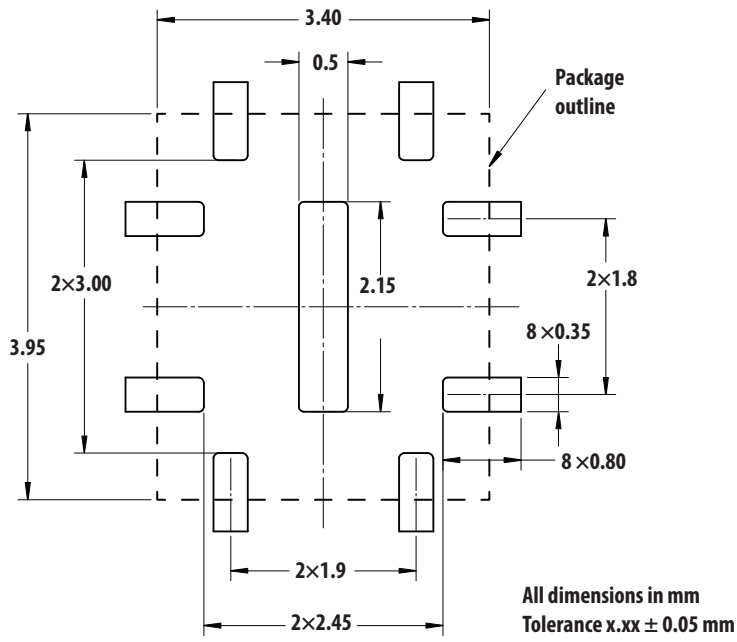 3.40
0.5
Package
outline
2×3.00
2.15
2×1.8
3.95
8 ×0.35
8 ×0.80
2×1.9
2×2.45
All dimensions in mm
Tolerance x.xx ± 0.05 mm